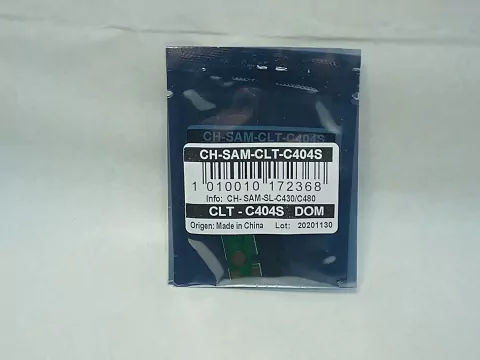 CH-SAM-CLT-C404S
CH-SAM-CLT-C404S
1 010010 172368
Info: CH- SAM-SL-C430/C480
CLT - C404S DOM
Origen: Made in China Lot: 20201130